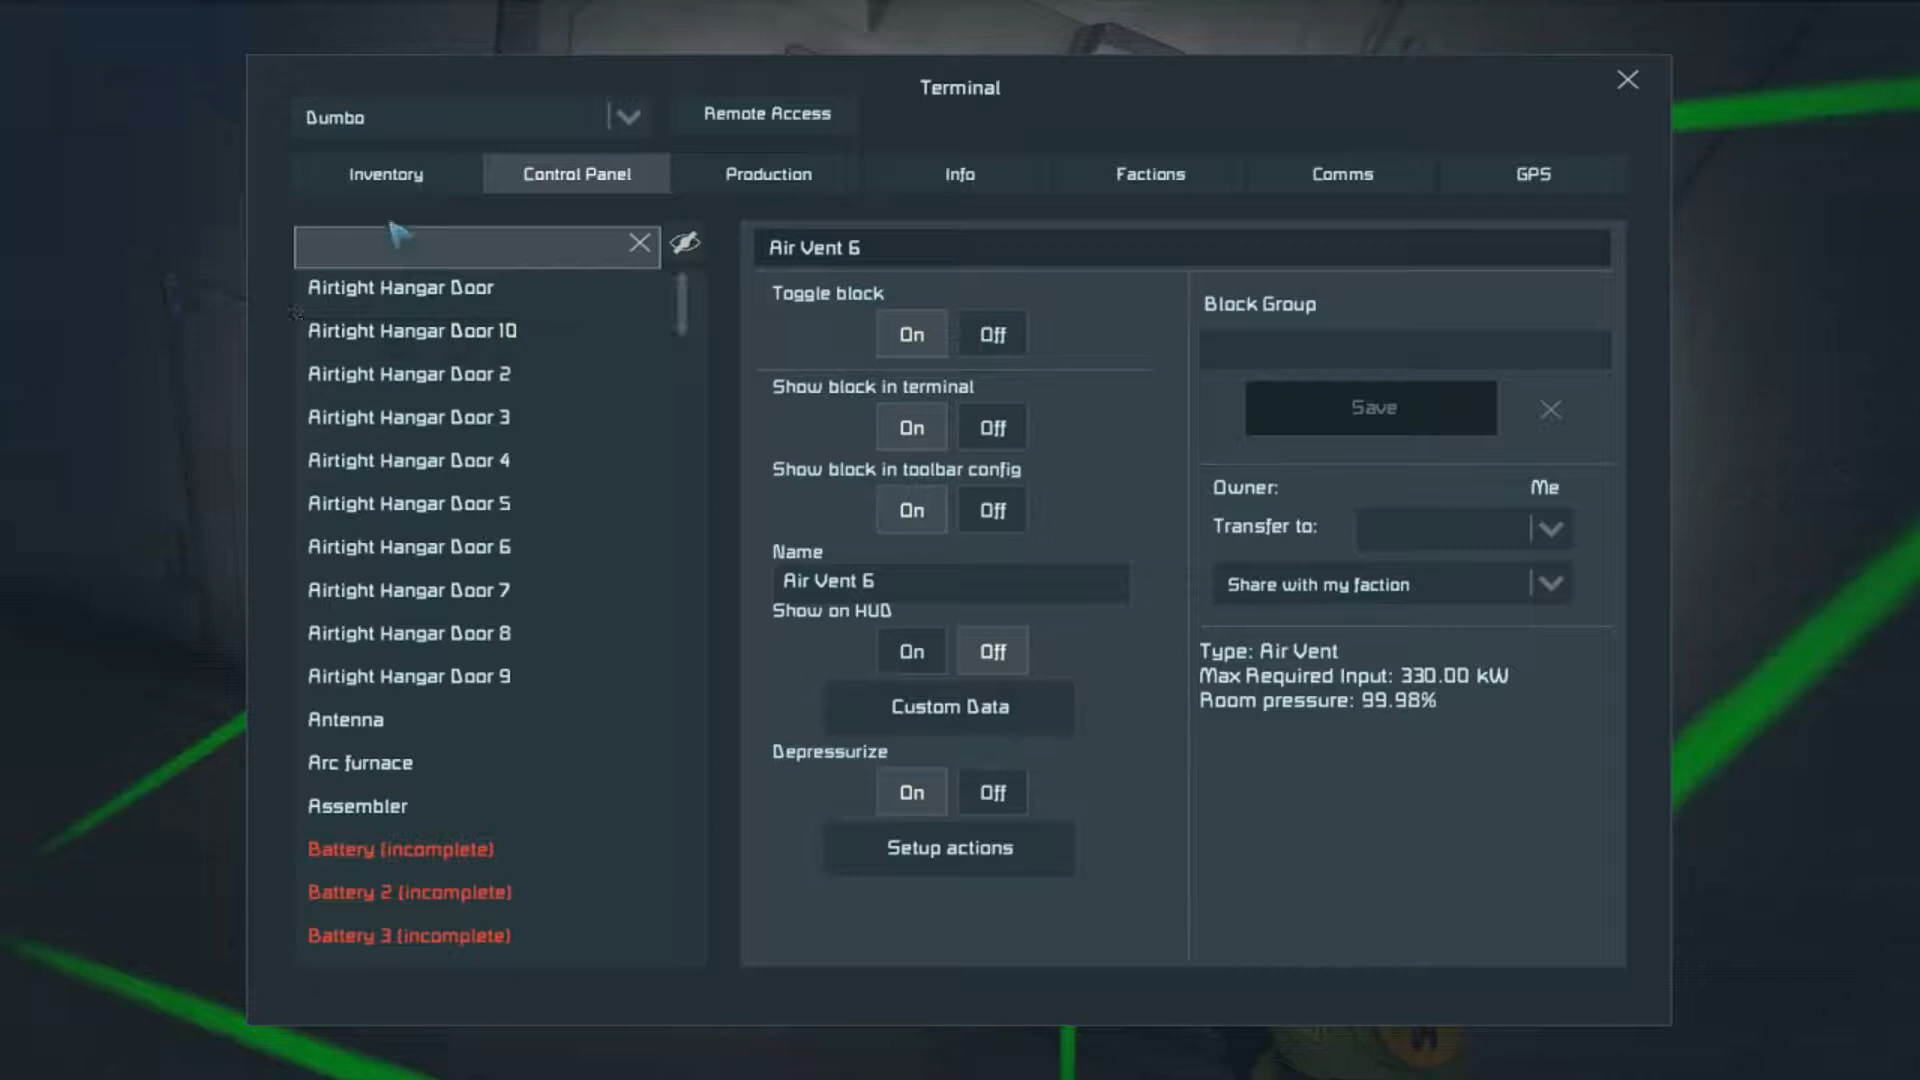 Terminal
Dumbo
Remote Access
Inventory
Control Panel
Production
Info
Factions
Comms
GPS
Airtight Hangar Door
Airtight Hangar Door 10
Airtight Hangar Door 2
Airtight Hangar Door 3
Airtight Hangar Door 4
Airtight Hangar Door 5
Airtight Hangar Door 6
Airtight Hangar Door 7
Airtight Hangar Door 8
Airtight Hangar Door 9
Antenna
Arc furnace
Assembler
Battery (incomplete)
Battery 2 (incomplete)
Battery 3 (incomplete)
Air Vent 6
Toggle block
On Off
Show block in terminal
On Off
Show block in toolbar config
On Off
Name
Air Vent 6
Show on HUD
On Off
Custom Data
Depressurize
On Off
Setup actions
Block Group
Save
Owner: Me
Transfer to:
Share with my faction
Type: Air Vent
Max Required Input: 330.00 kW
Room pressure: 99.98%